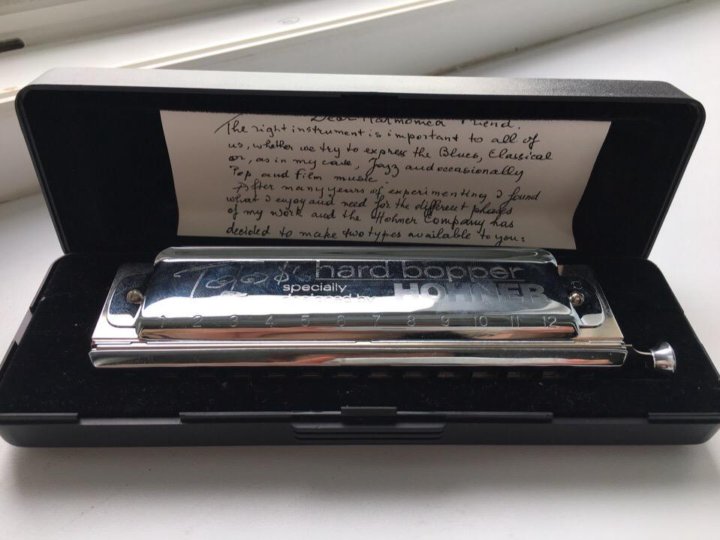 Dear Harmonica Friend.
The right instrument is important to all of
us, whether we try to express the Blues, Classical
or, as in my case, Jazz and occasionally
Pop and Film music.
After many years of experimenting I found
what I enjoy and need for the different phases
of my work and the Hohner Company has
decided to make two types available to you:
Toots hard bopper
specially
designed by HOHNER
1 2 3 4 5 6 7 8 9 10 11 12